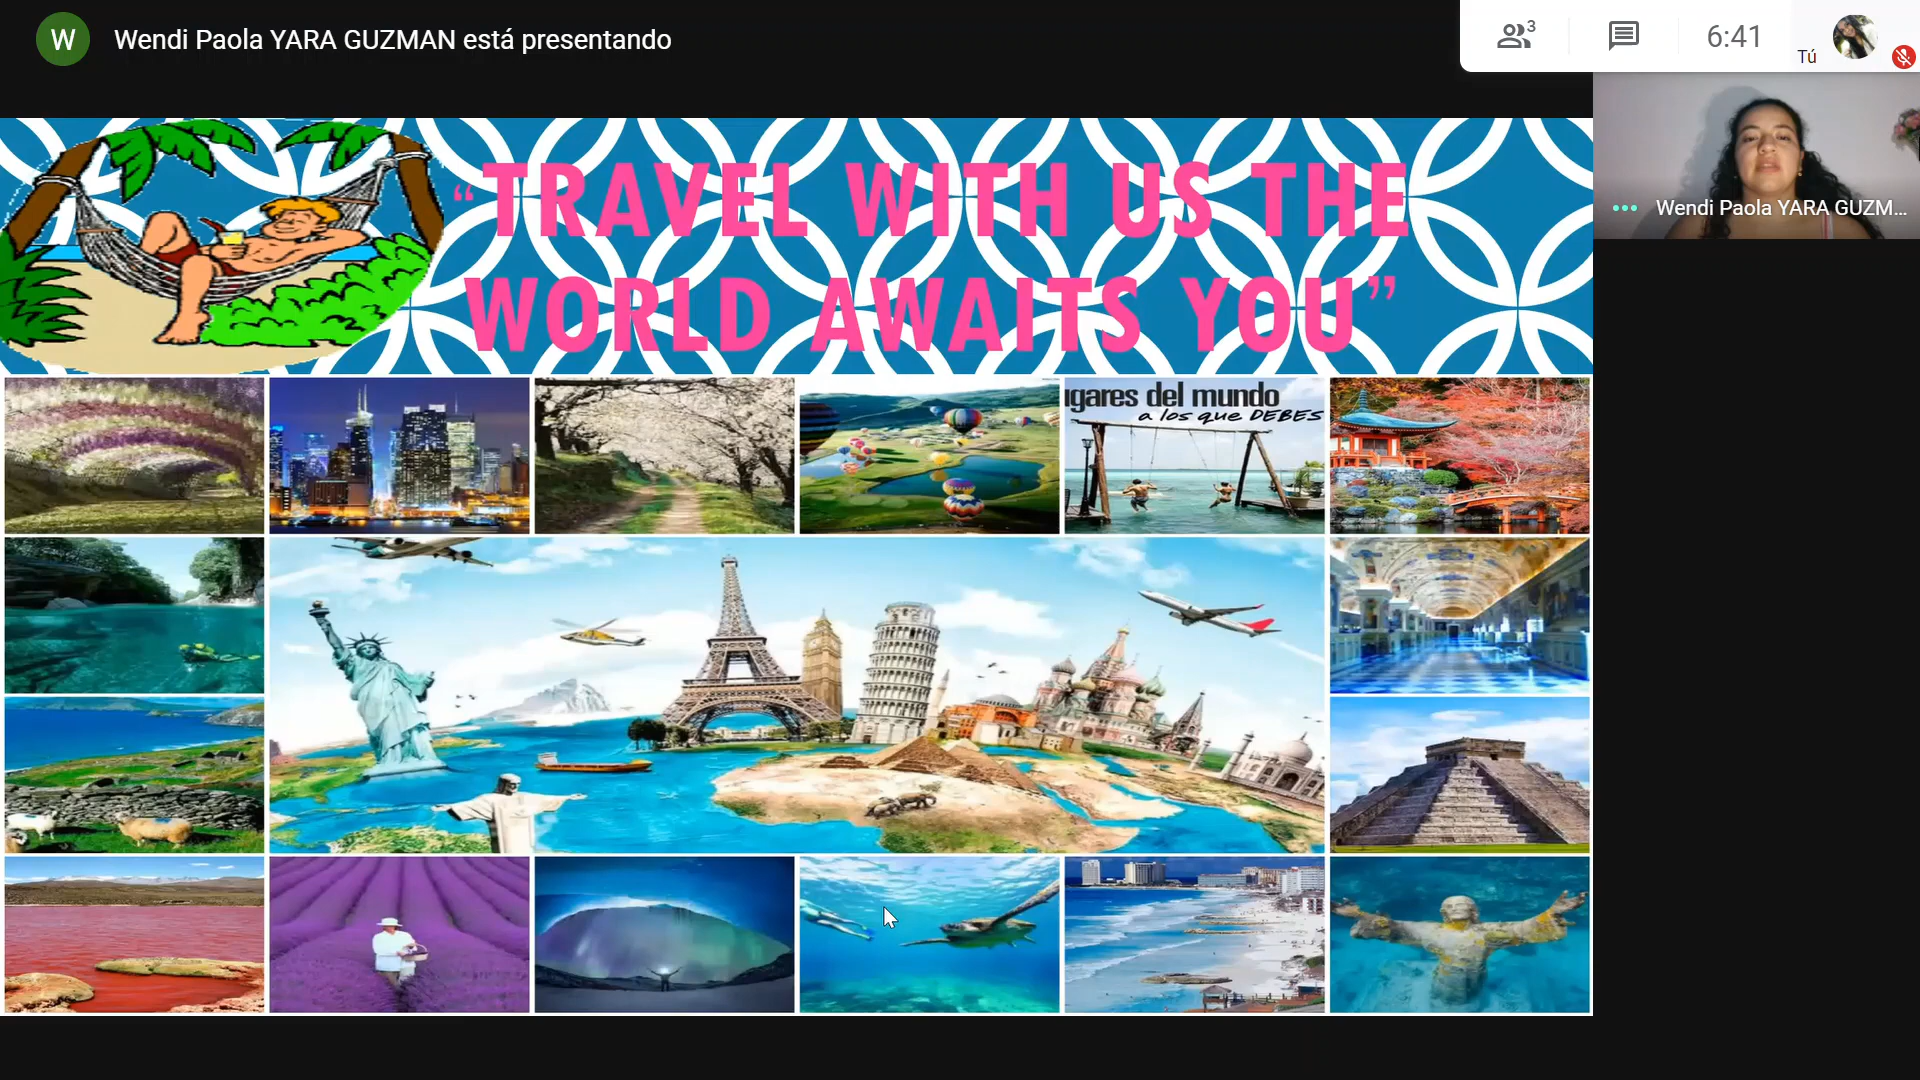 W
Wendi Paola YARA GUZMAN está presentando
3
6:41
Tú
Wendi Paola YARA GUZM...
“TRAVEL WITH US THE
WORLD AWAITS YOU”
ugares del mundo
a los que DEBES